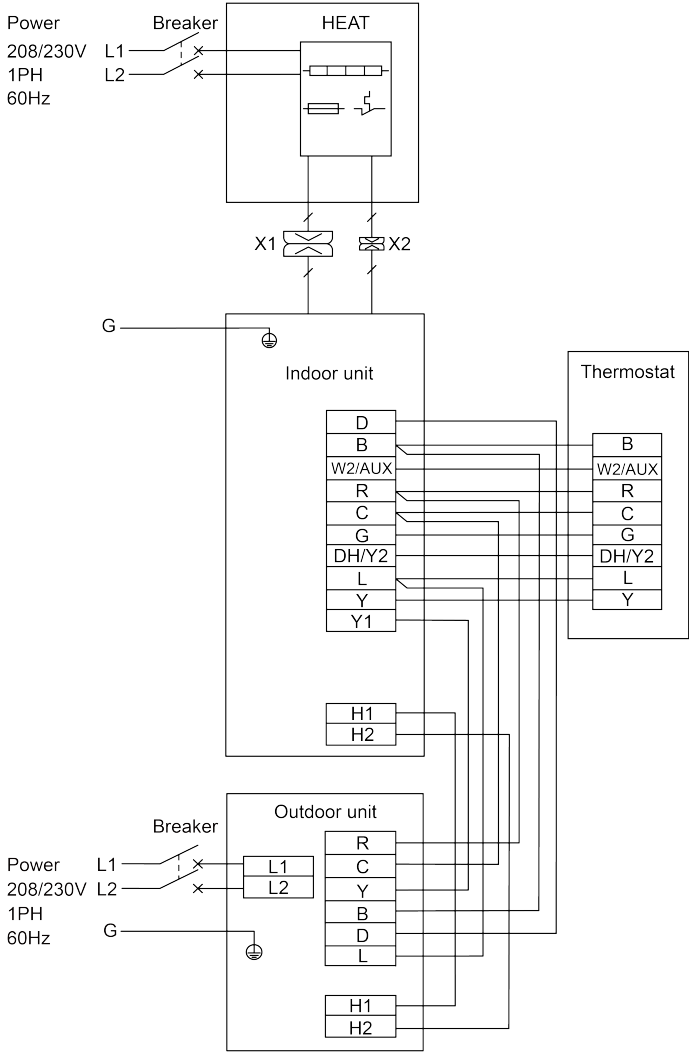 Power Breaker HEAT
208/230V L1
1PH L2
60Hz
X1 X2
G
Indoor unit
Thermostat
D
B
W2/AUX
R
C
G
DH/Y2
L
Y
Y1
B
W2/AUX
R
C
G
DH/Y2
L
Y
H1
H2
Outdoor unit
Breaker
Power L1
208/230V L2
1PH
60Hz
G
L1
L2
R
C
Y
B
D
L
H1
H2